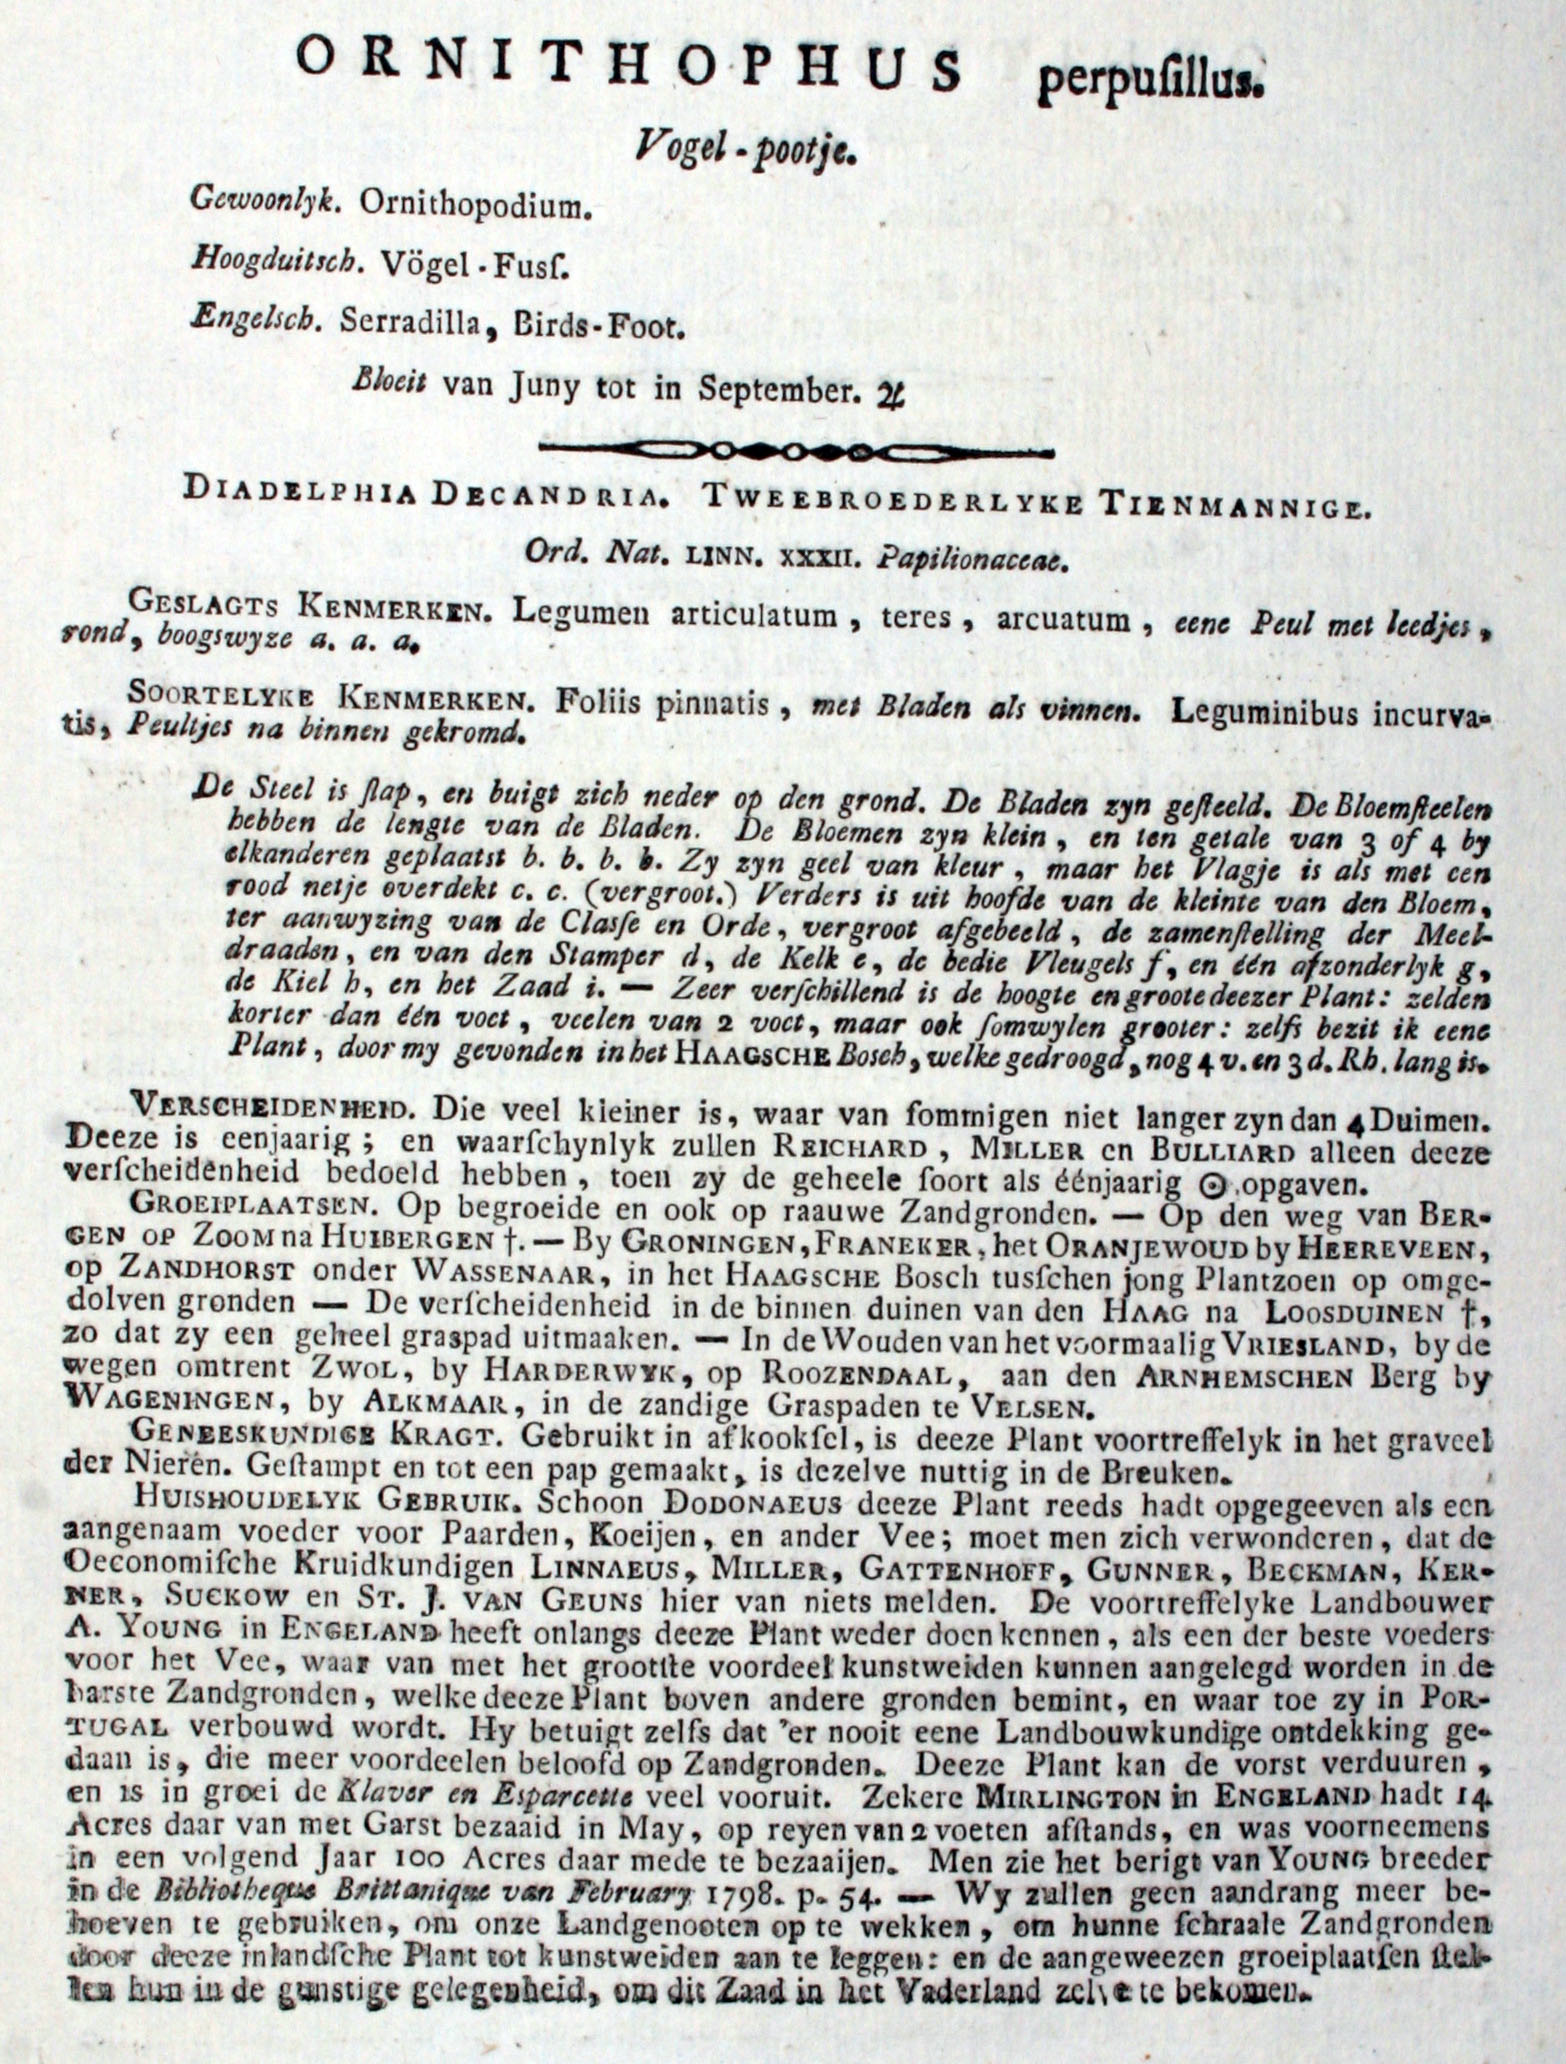 ORNITHOPHUS perpuſillus.
Vogel-pootje.
Gewoonlyk. Ornithopodium.
Hoogduitsch. Vögel-Fusſ.
Engelsch. Serradilla, Birds-Foot.
Bloeit van Juny tot in September. ♃
DIADELPHIA DECANDRIA. TWEEBROEDERLYKE TIENMANNIGE.
Ord. Nat. LINN. XXXII. Papilionaceae.
GESLAGTS KENMERKEN. Legumen articulatum, teres, arcuatum, eene Peul met leedjes,
rond, boogswyze a. a. a.
SOORTELYKE KENMERKEN. Foliis pinnatis, met Bladen als vinnen. Leguminibus incurva-
tis, Peultjes na binnen gekromd.
De Steel is ſlap, en buigt zich neder op den grond. De Bladen zyn geſteeld. De Bloemſteelen
hebben de lengte van de Bladen. De Bloemen zyn klein, en ten getale van 3 of 4 by
elkanderen geplaatst b. b. b. b. Zy zyn geel van kleur, maar het Vlagje is als met een
rood netje overdekt c. c. (vergroot.) Verders is uit hoofde van de kleinte van den Bloem,
ter aanwyzing van de Clasſe en Orde, vergroot afgebeeld, de zamenſtelling der Meel-
draaden, en van den Stamper d, de Kelk e, de bedie Vleugels f, en één afzonderlyk g,
de Kiel h, en het Zaad i. — Zeer verſchillend is de hoogte en groote deezer Plant: zelden
korter dan één voet, veelen van 2 voet, maar ook ſomwylen grooter: zelfs bezit ik eene
Plant, door my gevonden in het HAAGSCHE Bosch, welke gedroogd, nog 4 v. en 3 d. Rh. lang is.
VERSCHEIDENHEID. Die veel kleiner is, waar van ſommigen niet langer zyn dan 4 Duimen.
Deeze is eenjaarig; en waarſchynlyk zullen REICHARD, MILLER en BULLIARD alleen deeze
verſcheidenheid bedoeld hebben, toen zy de geheele ſoort als éénjaarig ☉ opgaven.
GROEIPLAATSEN. Op begroeide en ook op raauwe Zandgronden. — Op den weg van BER-
GEN OP ZOOM na HUIBERGEN †. — By GRONINGEN, FRANEKER, het ORANJEWOUD by HEEREVEEN,
op ZANDHORST onder WASSENAAR, in het HAAGSCHE Bosch tusſchen jong Plantzoen op omge-
dolven gronden — De verſcheidenheid in de binnen duinen van den HAAG na LOOSDUINEN †,
zo dat zy een geheel graspad uitmaaken. — In de Wouden van het voormaalig VRIESLAND, by de
wegen omtrent ZWOL, by HARDERWYK, op ROOZENDAAL, aan den ARNHEMSCHEN Berg by
WAGENINGEN, by ALKMAAR, in de zandige Graspaden te VELSEN.
GENEESKUNDIGE KRAGT. Gebruikt in afkookſel, is deeze Plant voortreffelyk in het graveel
der Nieren. Geſtampt en tot een pap gemaakt, is dezelve nuttig in de Breuken.
HUISHOUDELYK GEBRUIK. Schoon DODONAEUS deeze Plant reeds hadt opgegeeven als een
aangenaam voeder voor Paarden, Koeijen, en ander Vee; moet men zich verwonderen, dat de
Oeconomiſche Kruidkundigen LINNAEUS, MILLER, GATTENHOFF, GUNNER, BECKMAN, KER-
NER, SUCKOW en ST. J. VAN GEUNS hier van niets melden. De voortreffelyke Landbouwer
A. YOUNG in ENGELAND heeft onlangs deeze Plant weder doen kennen, als een der beste voeders
voor het Vee, waar van met het grootſte voordeel kunstweiden kunnen aangelegd worden in de
barste Zandgronden, welke deeze Plant boven andere gronden bemint, en waar toe zy in POR-
TUGAL verbouwd wordt. Hy betuigt zelfs dat 'er nooit eene Landbouwkundige ontdekking ge-
daan is, die meer voordeelen beloofd op Zandgronden. Deeze Plant kan de vorst verduuren,
en is in groei de Klaver en Esparcette veel vooruit. Zekere MIRLINGTON in ENGELAND hadt 14
Acres daar van met Garst bezaaid in May, op reyen van 2 voeten afſtands, en was voorneemens
in een volgend Jaar 100 Acres daar mede te bezaaijen. Men zie het berigt van YOUNG breeder
in de Bibliotheque Brittanique van February 1798. p. 54. — Wy zullen geen aandrang meer be-
hoeven te gebruiken, om onze Landgenooten op te wekken, om hunne ſchraale Zandgronden
door deeze inlandſche Plant tot kunstweiden aan te leggen: en de aangeweezen groeiplaatſen ſtel-
len hun in de gunstige gelegenheid, om dit Zaad in het Vaderland zelve te bekomen.